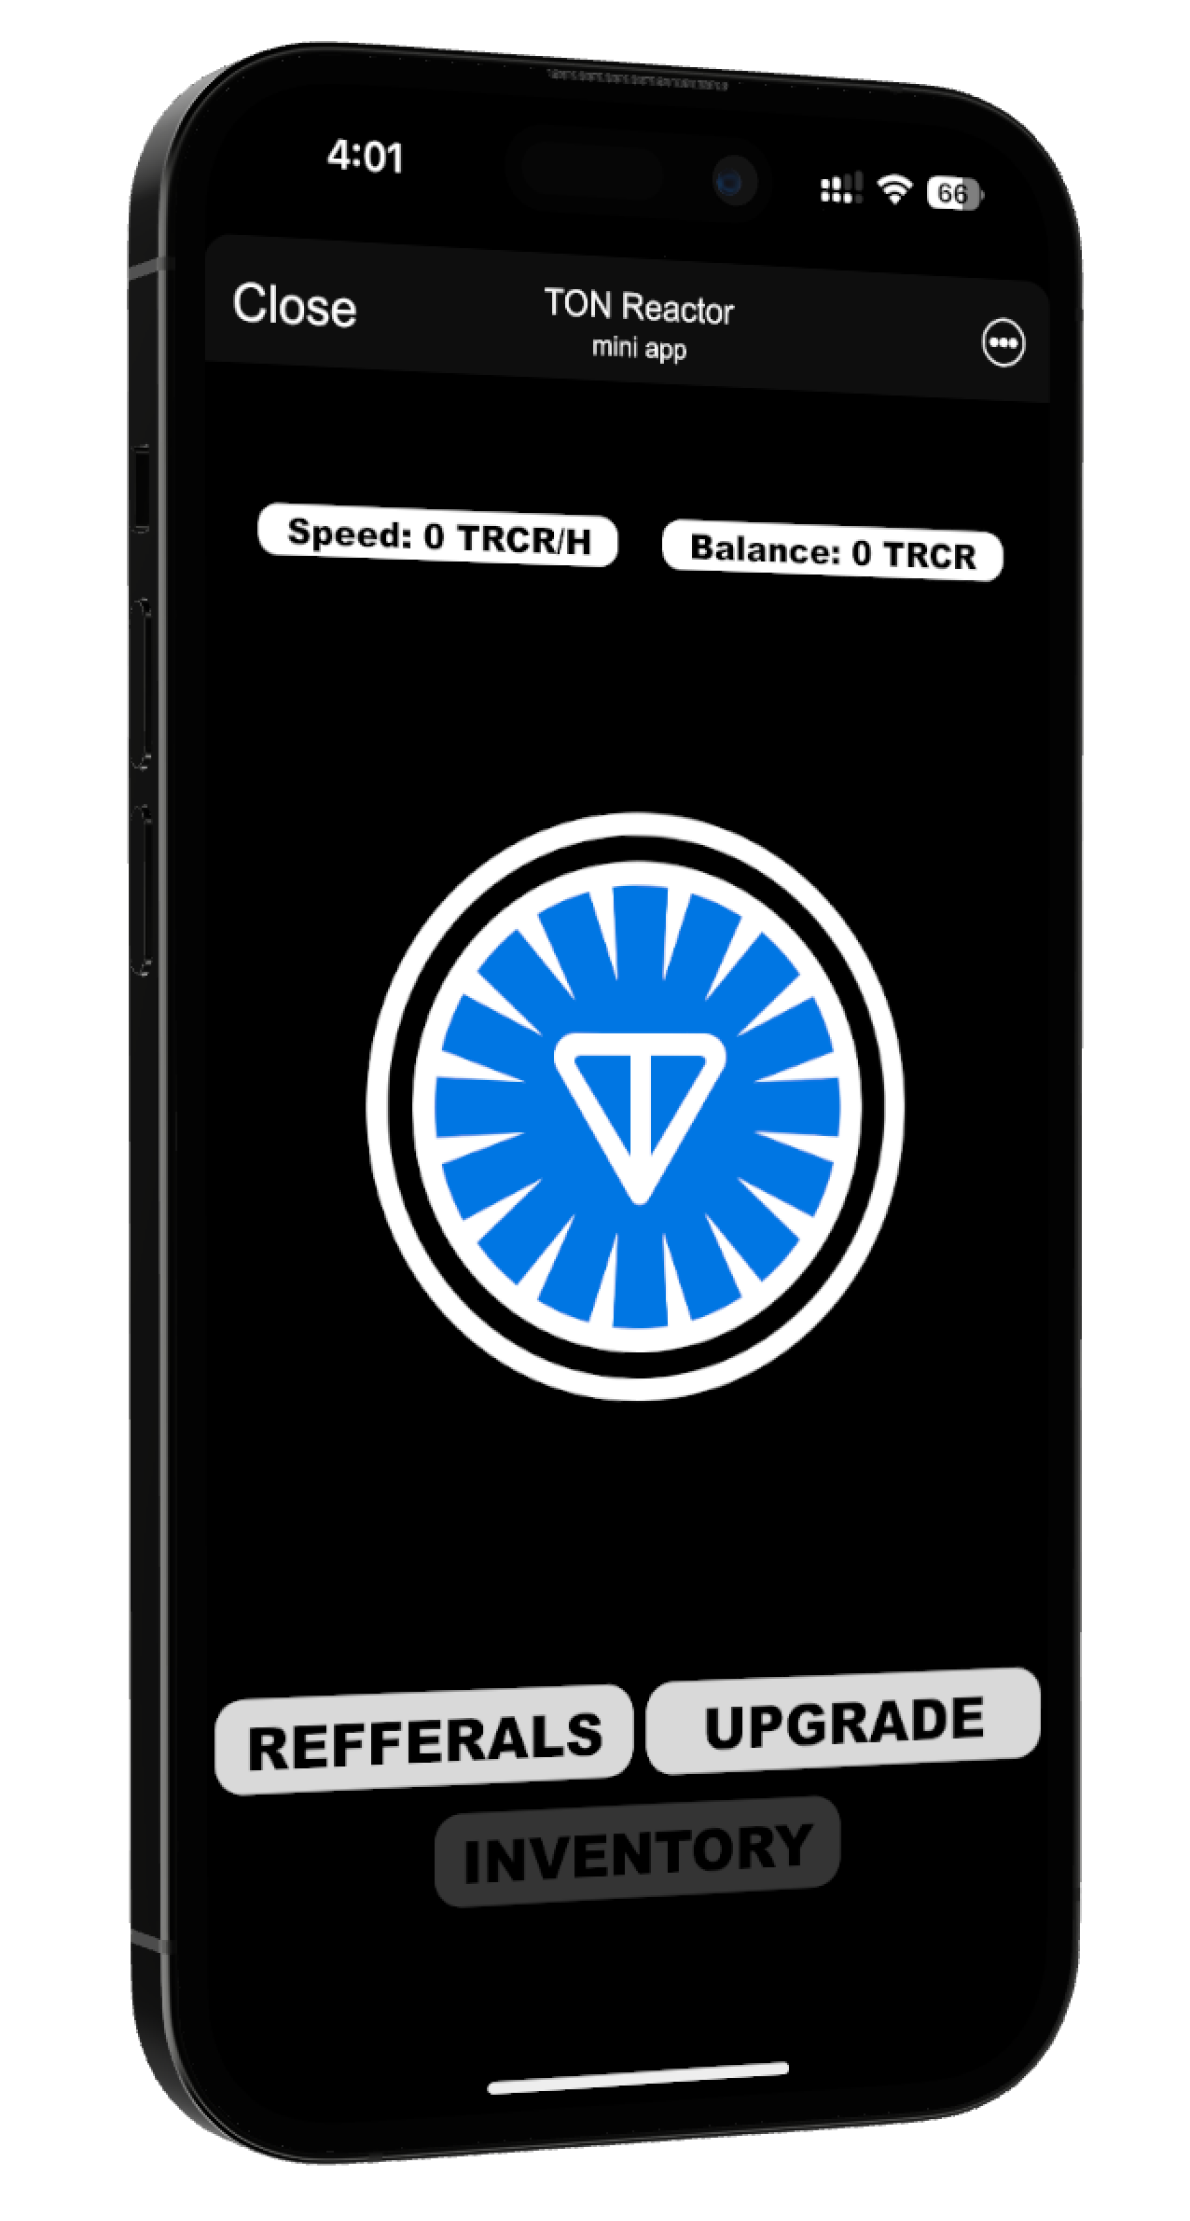 4:01
66
Close
TON Reactor
mini app
Speed: 0 TRCR/H
Balance: 0 TRCR
REFFERALS
UPGRADE
INVENTORY